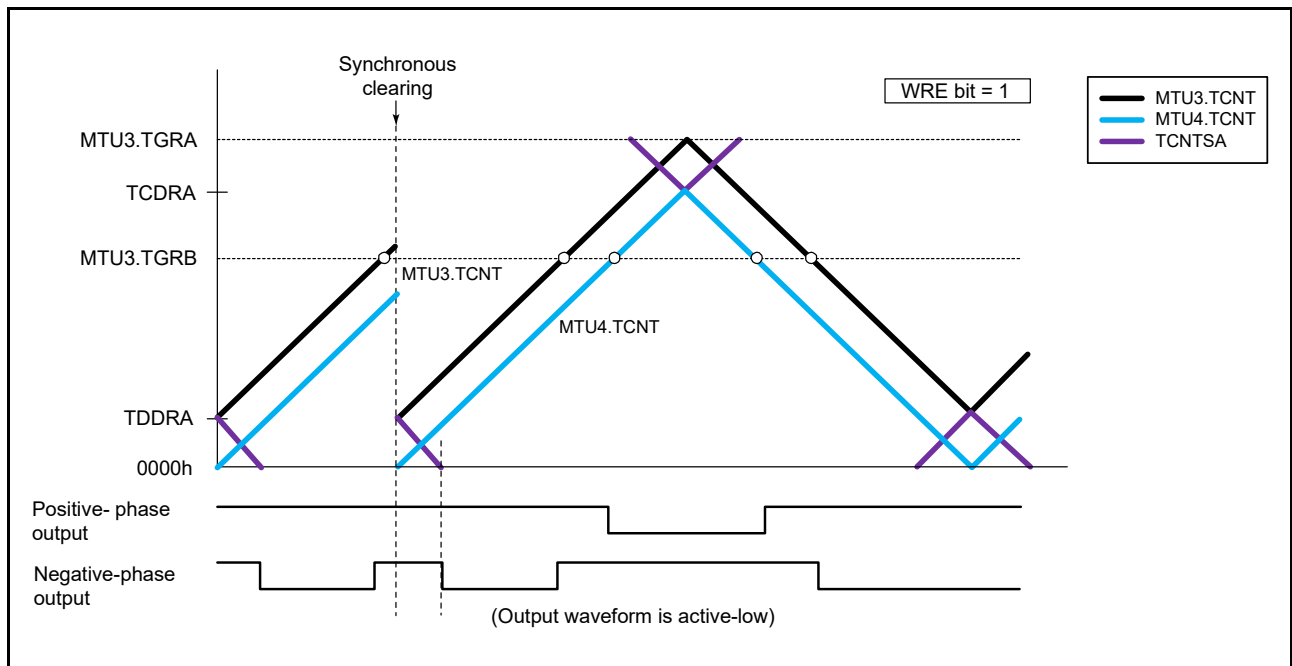 Synchronous
clearing
WRE bit = 1
MTU3.TCNT
MTU4.TCNT
TCNTSA
MTU3.TGRA
TCDRA
MTU3.TGRB
MTU3.TCNT
MTU4.TCNT
TDDRA
0000h
Positive- phase
output
Negative-phase
output
(Output waveform is active-low)